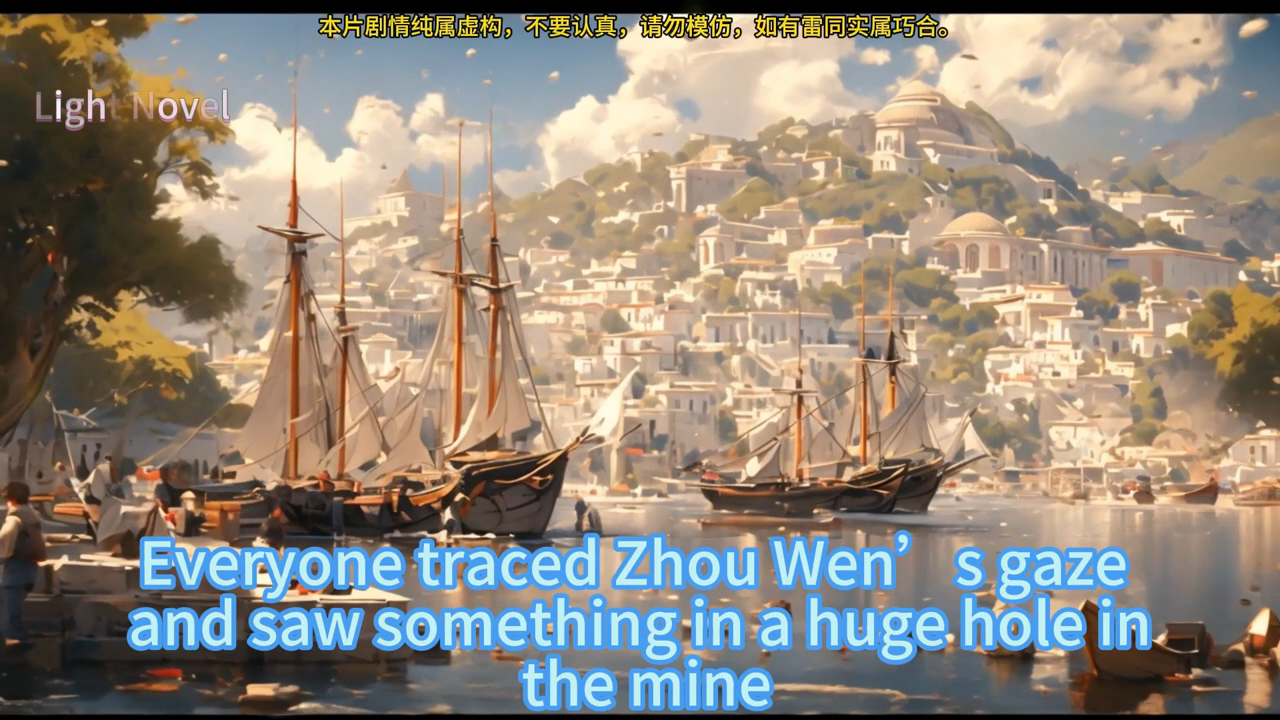 本片剧情纯属虚构，不要认真，请勿模仿，如有雷同实属巧合。
Light Novel
Everyone traced Zhou Wen’s gaze
and saw something in a huge hole in
the mine